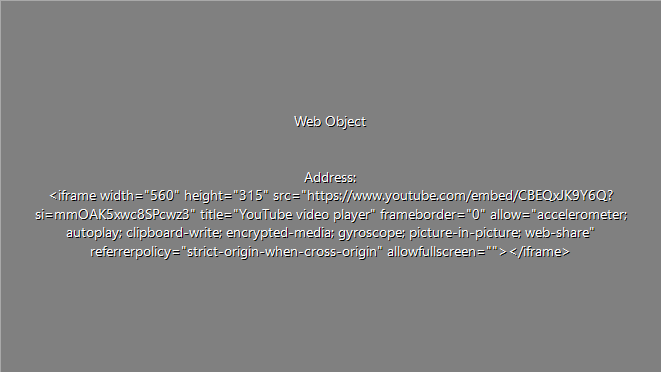 Web Object
Address:
<iframe width="560" height="315" src="https://www.youtube.com/embed/CBEQxJK9Y6Q?
si=mmOAK5xwc8SPcwz3" title="YouTube video player" frameborder="0" allow="accelerometer;
autoplay; clipboard-write; encrypted-media; gyroscope; picture-in-picture; web-share"
referrerpolicy="strict-origin-when-cross-origin" allowfullscreen=""></iframe>